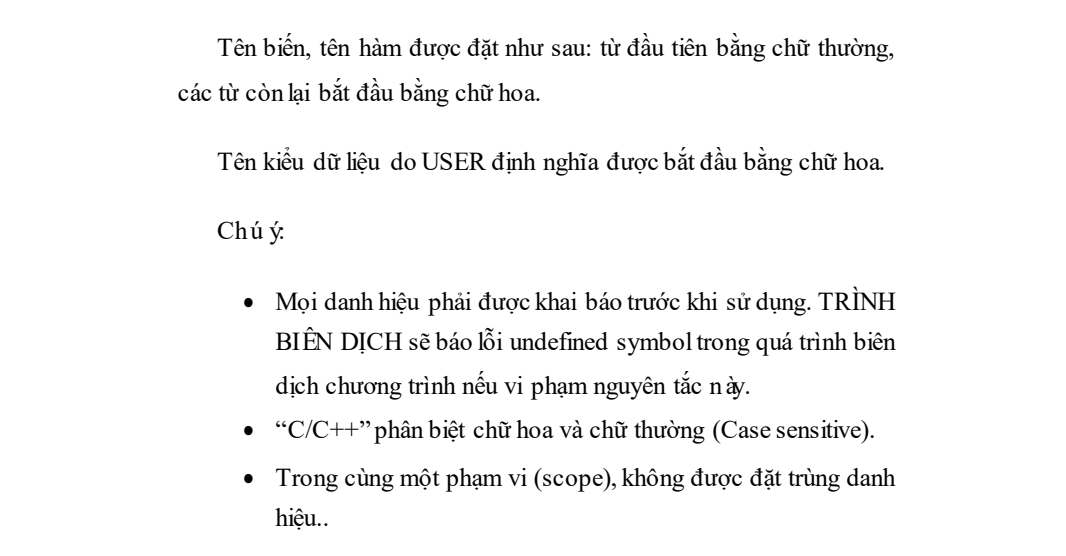 Tên biến, tên hàm được đặt như sau: từ đầu tiên bằng chữ thường,
các từ còn lại bắt đầu bằng chữ hoa.
Tên kiểu dữ liệu do USER định nghĩa được bắt đầu bằng chữ hoa.
Chú ý:
• Mọi danh hiệu phải được khai báo trước khi sử dụng. TRÌNH
BIÊN DỊCH sẽ báo lỗi undefined symbol trong quá trình biên
dịch chương trình nếu vi phạm nguyên tắc này.
• “C/C++” phân biệt chữ hoa và chữ thường (Case sensitive).
• Trong cùng một phạm vi (scope), không được đặt trùng danh
hiệu..